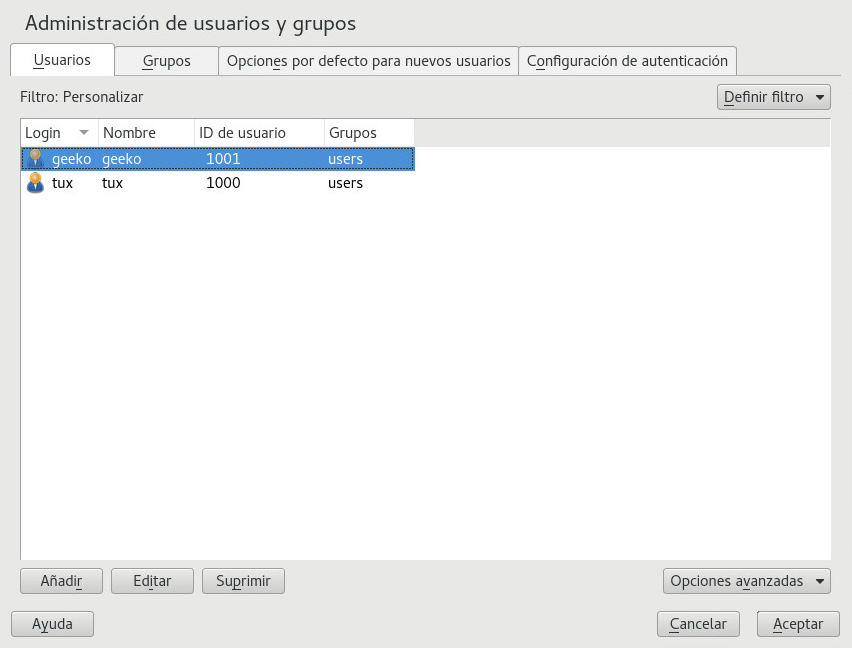 Administración de usuarios y grupos
Usuarios Grupos Opciones por defecto para nuevos usuarios Configuración de autenticación
Filtro: Personalizar Definir filtro
Login Nombre ID de usuario Grupos
geeko geeko 1001 users
tux tux 1000 users
Añadir Editar Suprimir Opciones avanzadas
Ayuda Cancelar Aceptar